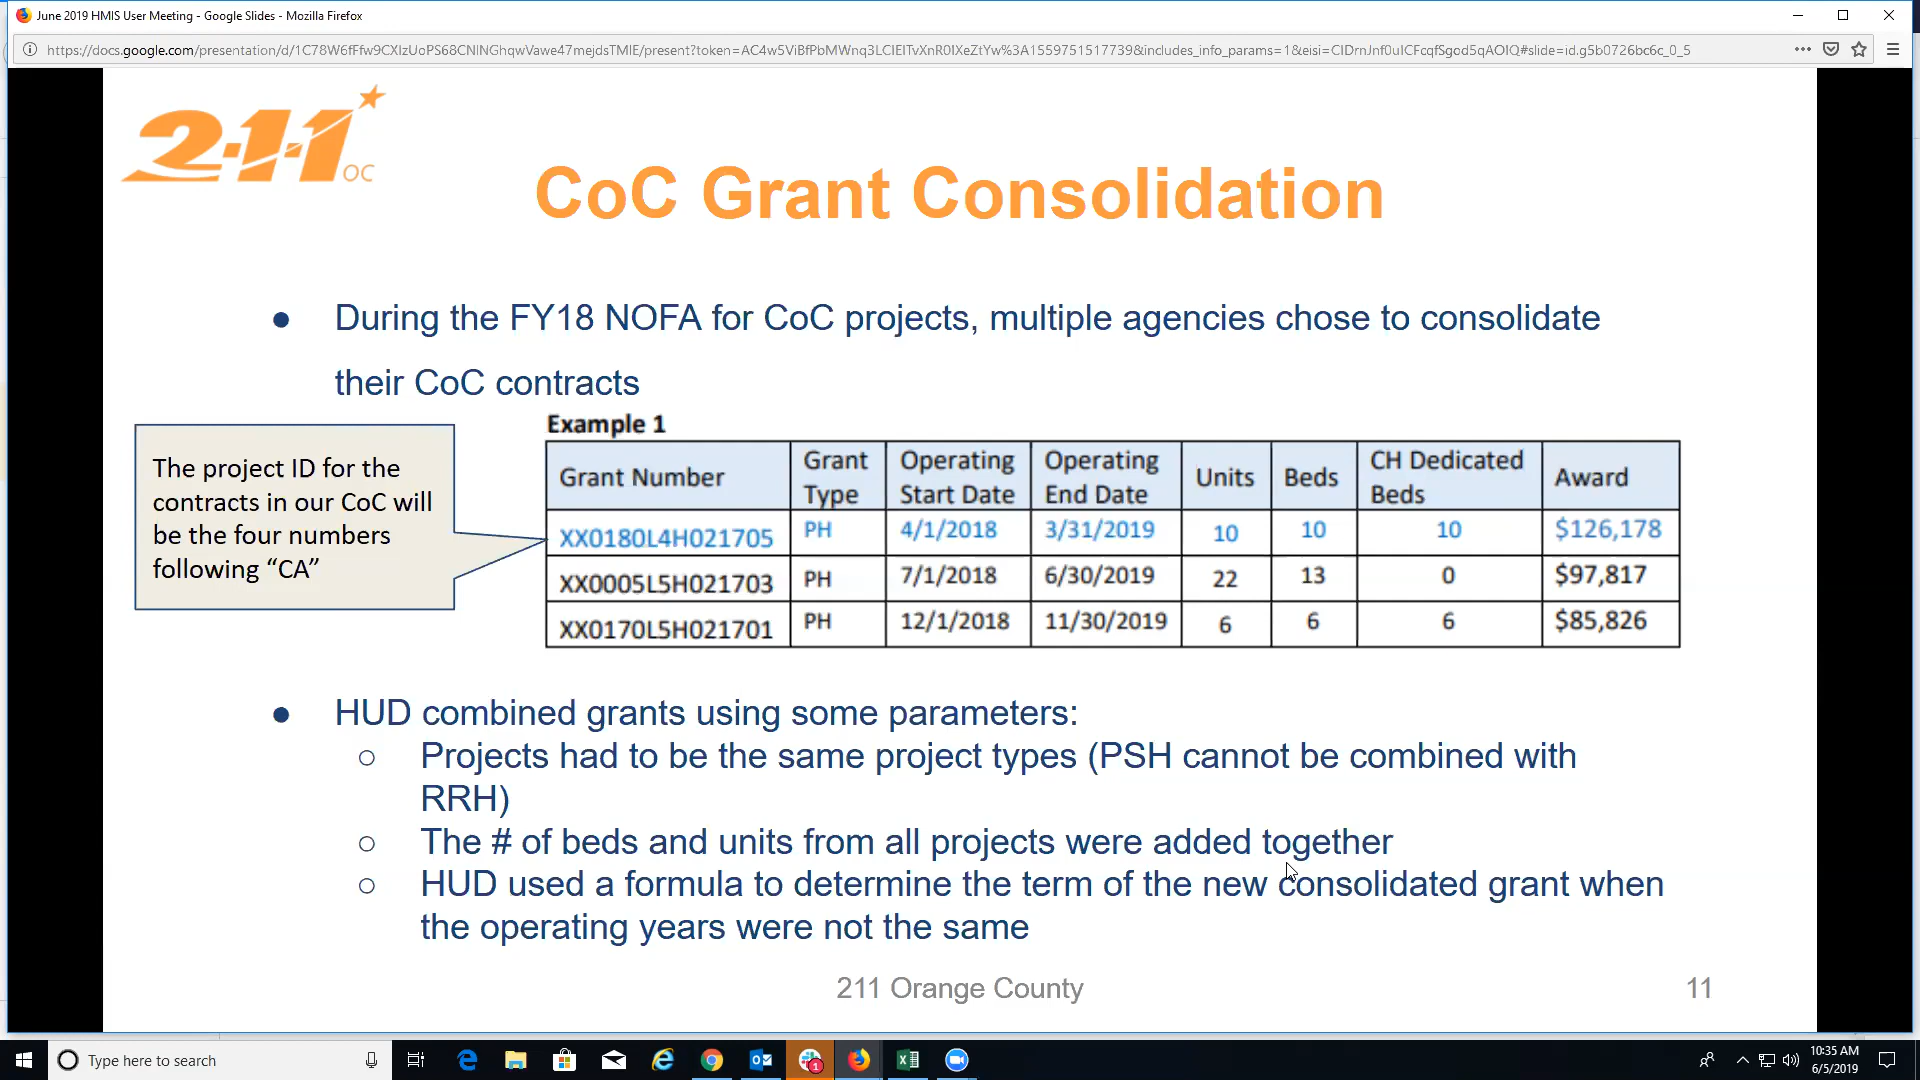 June 2019 HMIS User Meeting - Google Slides - Mozilla Firefox
https://docs.google.com/presentation/d/1C78W6fFfw9CXIzUoPS68CNlNGhqwVawe47mejdsTMIE/present?token=AC4w5ViBfPbMWnq3LCIEITvXnR0IXeZtYw%3A1559751517739&includes_info_params=1&eisi=CIDrnJnf0uICFcqfSgod5qAOIQ#slide=id.g5b0726bc6c_0_5
2-1-1
OC
CoC Grant Consolidation
● During the FY18 NOFA for CoC projects, multiple agencies chose to consolidate
their CoC contracts
The project ID for the
contracts in our CoC will
be the four numbers
following “CA”
Example 1
Grant Number Grant Type Operating Start Date Operating End Date Units Beds CH Dedicated Beds Award
XX0180L4H021705 PH 4/1/2018 3/31/2019 10 10 10 $126,178
XX0005L5H021703 PH 7/1/2018 6/30/2019 22 13 0 $97,817
XX0170L5H021701 PH 12/1/2018 11/30/2019 6 6 6 $85,826
● HUD combined grants using some parameters:
○ Projects had to be the same project types (PSH cannot be combined with
RRH)
○ The # of beds and units from all projects were added together
○ HUD used a formula to determine the term of the new consolidated grant when
the operating years were not the same
211 Orange County
11
Type here to search
1
10:35 AM
6/5/2019